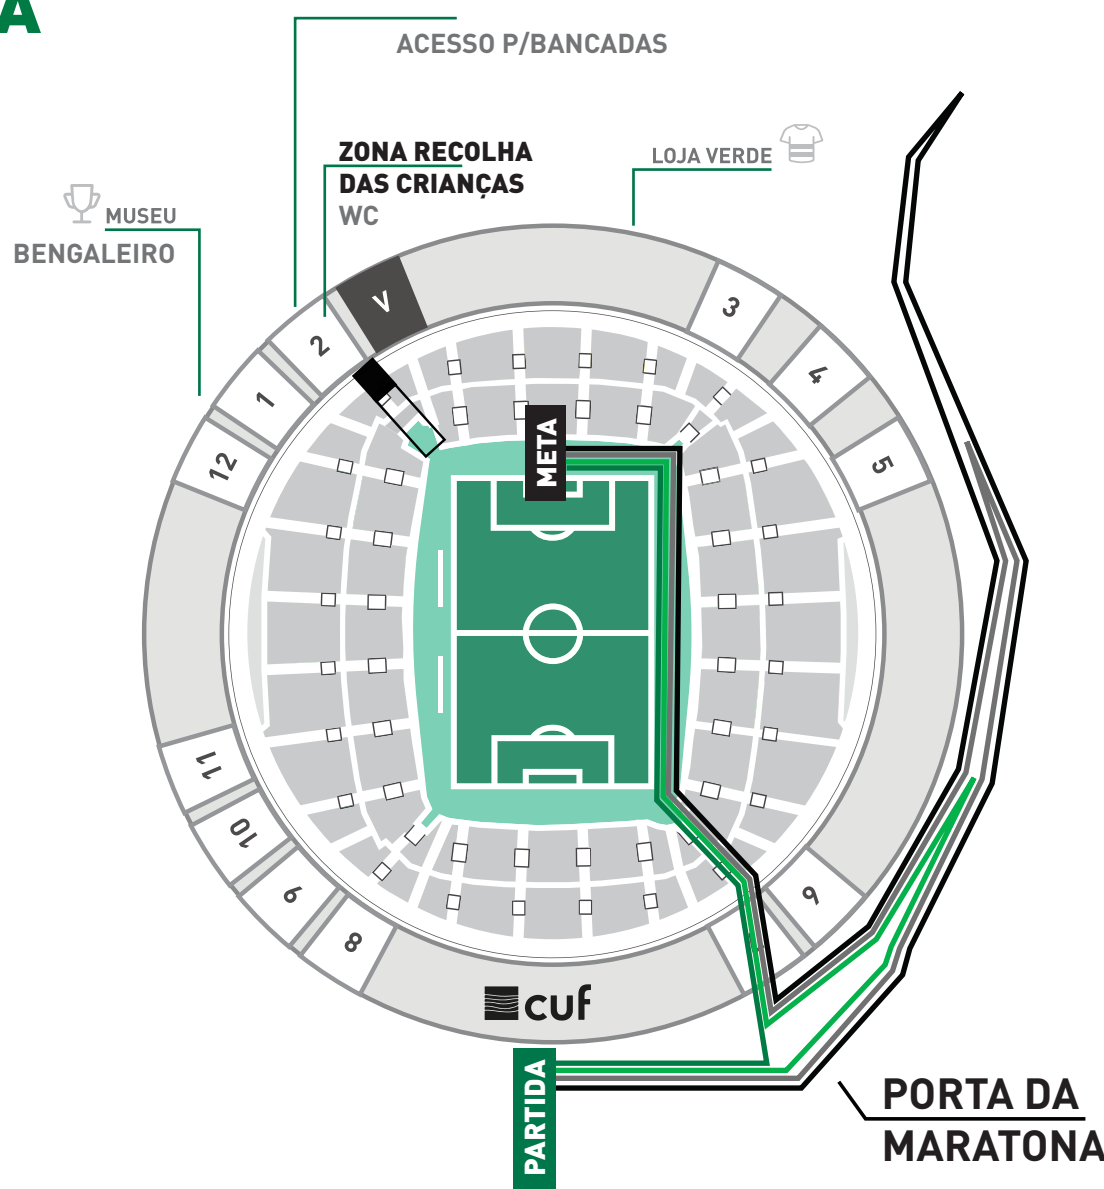 A
ACESSO P/BANCADAS
ZONA RECOLHA
DAS CRIANÇAS
WC
LOJA VERDE
MUSEU
BENGALEIRO
V
2
1
12
3
4
5
META
11
10
9
8
9
cuf
PARTIDA
PORTA DA
MARATONA